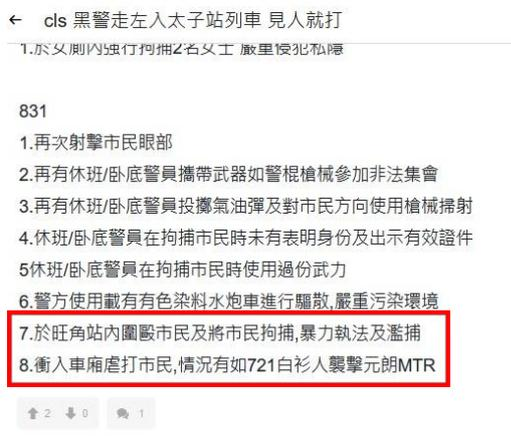 cls 黑警走左入太子站列車 見人就打
1.於女廁內強行拘捕2名女士 嚴重侵犯私隱
831
1.再次射擊市民眼部
2.再有休班/卧底警員攜帶武器如警棍槍械參加非法集會
3.再有休班/卧底警員投擲氣油彈及對市民方向使用槍械掃射
4.休班/卧底警員在拘捕市民時未有表明身份及出示有效證件
5休班/卧底警員在拘捕市民時使用過份武力
6.警方使用載有有色染料水炮車進行驅散,嚴重污染環境
7.於旺角站內圍毆市民及將市民拘捕,暴力執法及濫捕
8.衝入車廂虐打市民,情況有如721白衫人襲擊元朗MTR
2 0 1